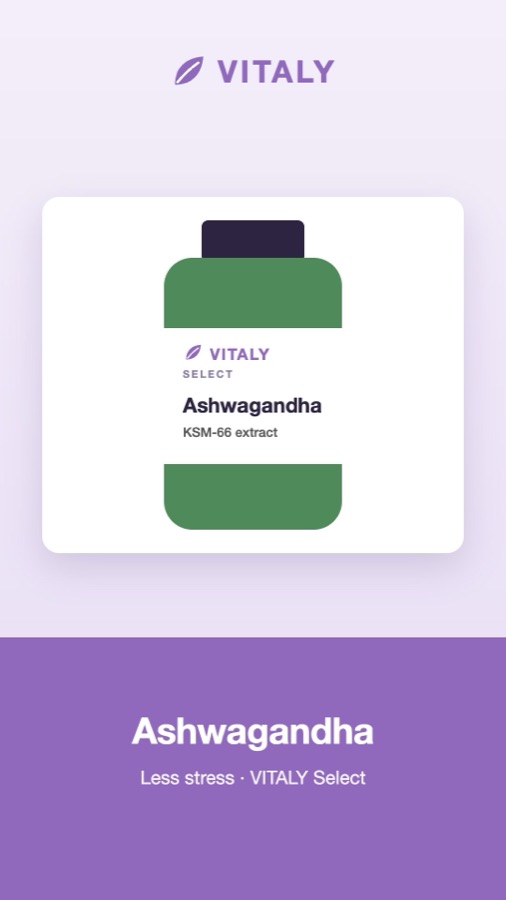 VITALY
VITALY
SELECT
Ashwagandha
KSM-66 extract
Ashwagandha
Less stress · VITALY Select